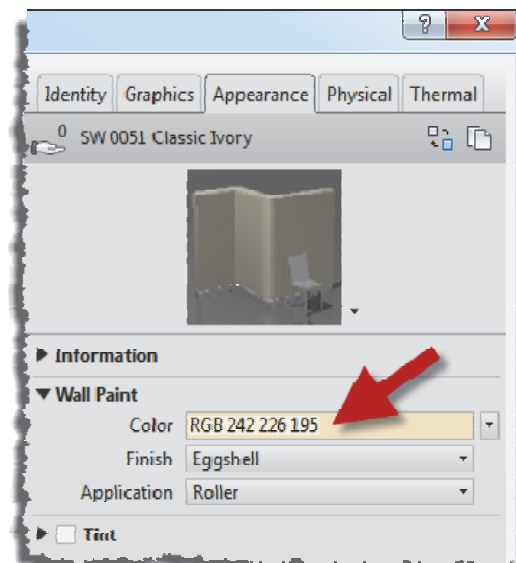 ? X
Identity Graphics Appearance Physical Thermal
0 SW 0051 Classic Ivory
Information
Wall Paint
Color RGB 242 226 195
Finish Eggshell
Application Roller
Tint